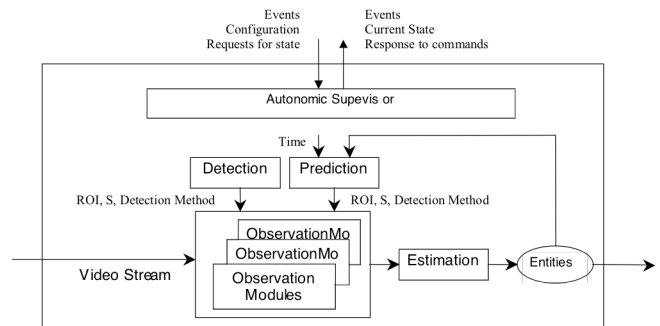 Events
Configuration
Requests for state
Events
Current State
Response to commands
Autonomic Supevis or
Time
Detection
Prediction
ROI, S, Detection Method
ROI, S, Detection Method
ObservationMo
ObservationMo
Observation
Modules
Estimation
Entities
Video Stream